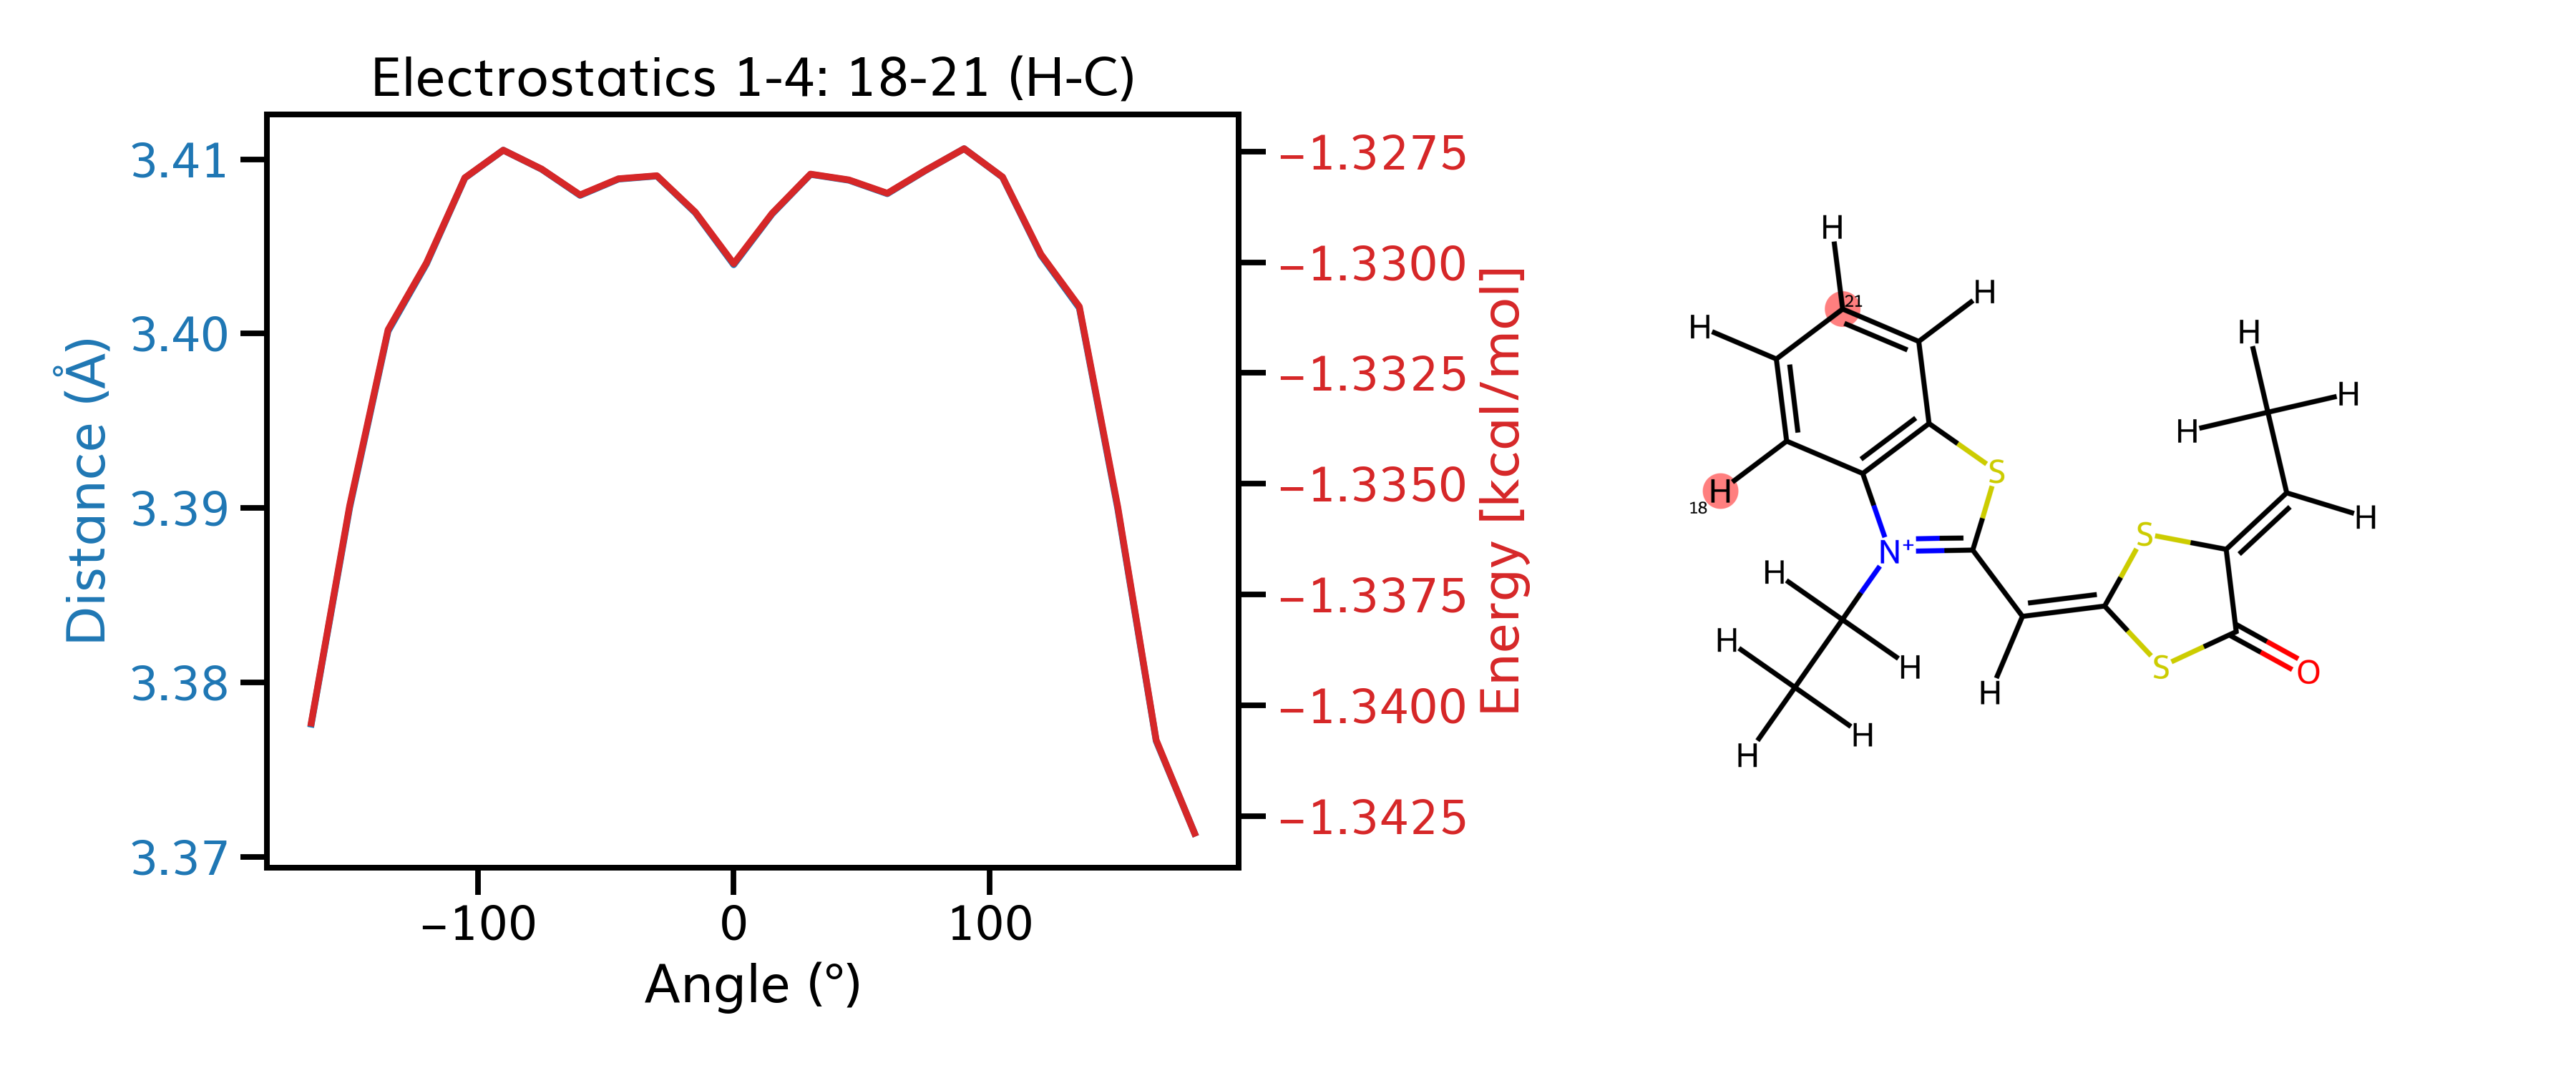 Electrostatics 1-4: 18-21 (H-C)
Distance (Å)
3.41
3.40
3.39
3.38
3.37
−1.3275
−1.3300
−1.3325
−1.3350
−1.3375
−1.3400
−1.3425
Energy [kcal/mol]
−100
0
100
Angle (°)
H
21
H
H
H
18
S
N+
H
H
H
H
H
H
S
S
O
H
H
H
H